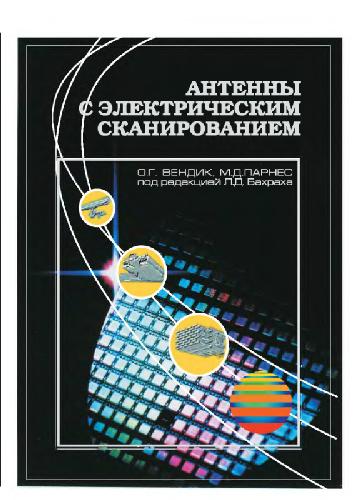 АНТЕННЫ
С ЭЛЕКТРИЧЕСКИМ
СКАНИРОВАНИЕМ
О.Г. ВЕНДИК, М.Д.ПАРНЕС
под редакцией Л.Д. Бахраха